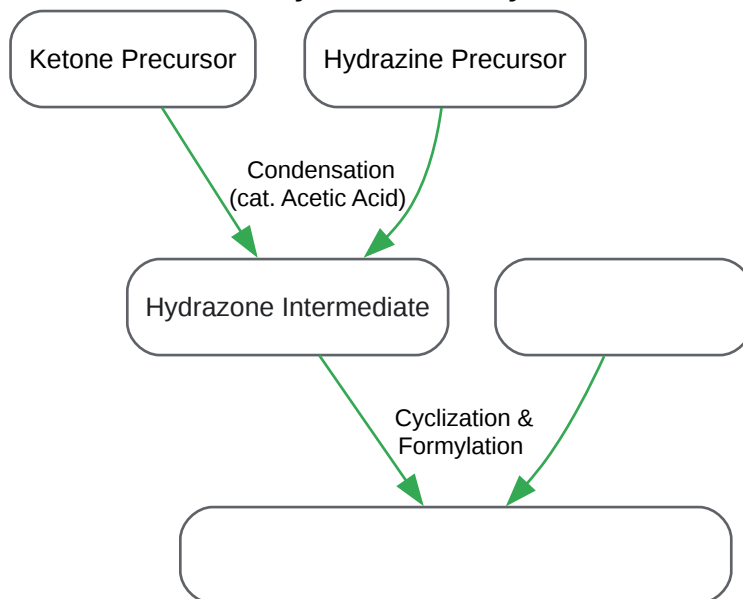 Ketone Precursor
Hydrazine Precursor
Condensation
(cat. Acetic Acid)
Hydrazone Intermediate
Cyclization &
Formylation